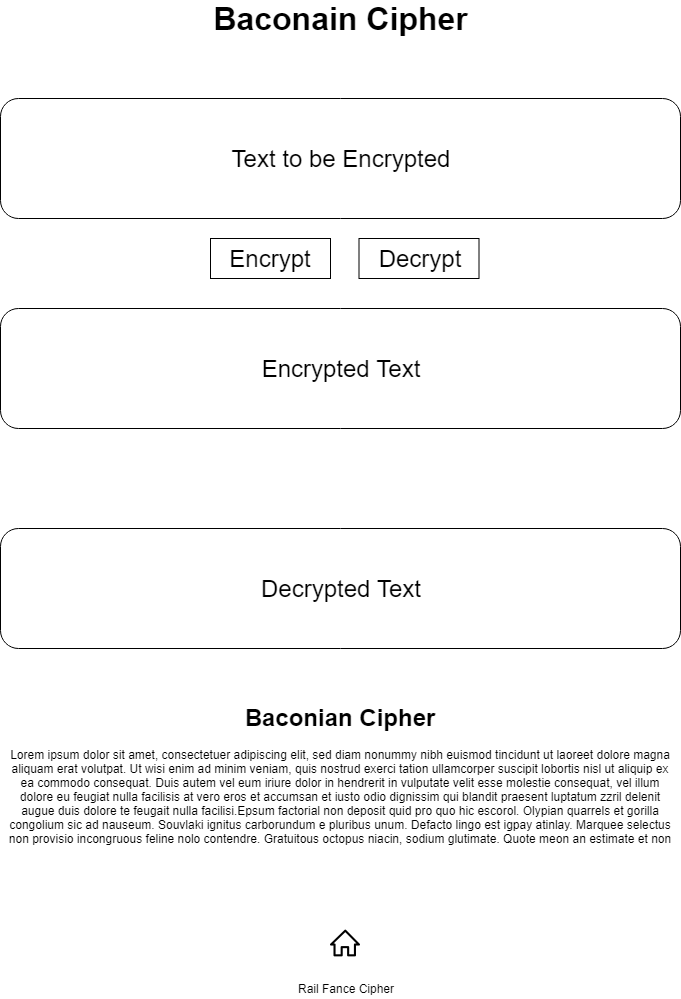 Baconain Cipher
Text to be Encrypted
Encrypt Decrypt
Encrypted Text
Decrypted Text
Baconian Cipher
Lorem ipsum dolor sit amet, consectetuer adipiscing elit, sed diam nonummy nibh euismod tincidunt ut laoreet dolore magna
aliquam erat volutpat. Ut wisi enim ad minim veniam, quis nostrud exerci tation ullamcorper suscipit lobortis nisl ut aliquip ex
ea commodo consequat. Duis autem vel eum iriure dolor in hendrerit in vulputate velit esse molestie consequat, vel illum
dolore eu feugiat nulla facilisis at vero eros et accumsan et iusto odio dignissim qui blandit praesent luptatum zzril delenit
augue duis dolore te feugait nulla facilisi.Epsum factorial non deposit quid pro quo hic escorol. Olypian quarrels et gorilla
congolium sic ad nauseum. Souvlaki ignitus carborundum e pluribus unum. Defacto lingo est igpay atinlay. Marquee selectus
non provisio incongruous feline nolo contendre. Gratuitous octopus niacin, sodium glutimate. Quote meon an estimate et non
Rail Fance Cipher